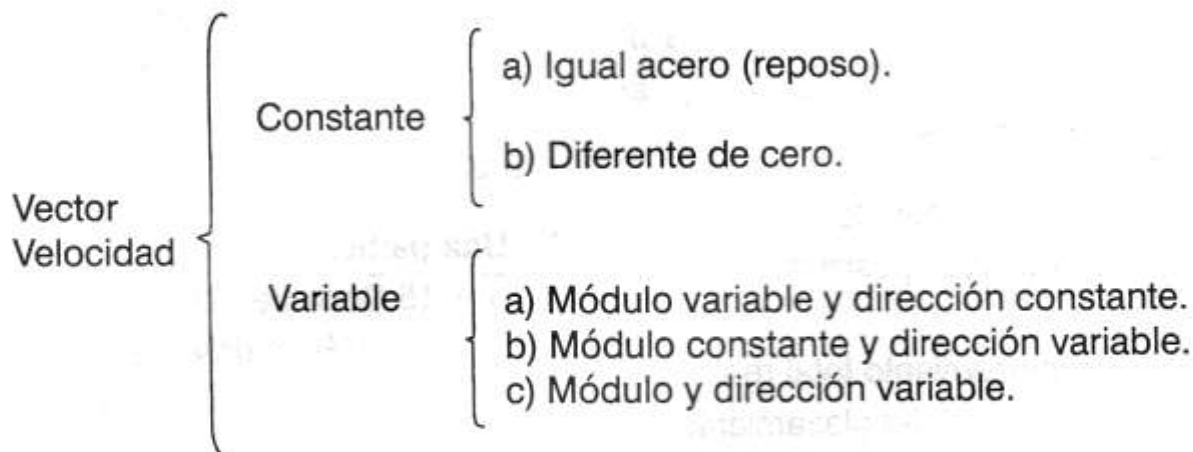 a) Igual acero (reposo).
Constante
b) Diferente de cero.
Vector
Velocidad
Variable
a) Módulo variable y dirección constante.
b) Módulo constante y dirección variable.
c) Módulo y dirección variable.